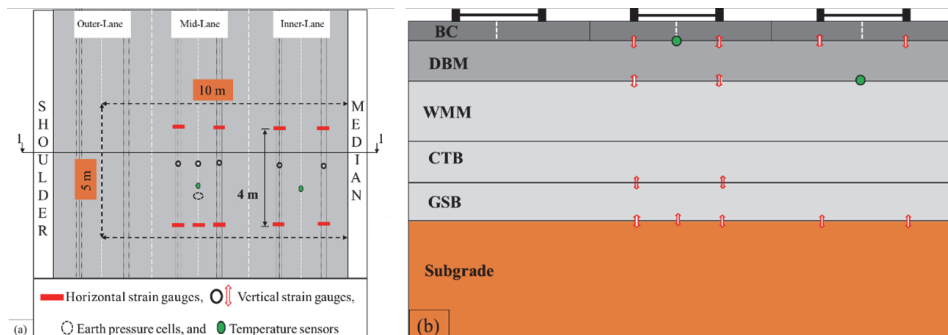 Outer-Lane Mid-Lane Inner-Lane
10 m
SHOULDER
MEDIAN
1 1
5 m
4 m
Horizontal strain gauges, Vertical strain gauges,
(a) Earth pressure cells, and Temperature sensors
BC
DBM
WMM
CTB
GSB
Subgrade
(b)